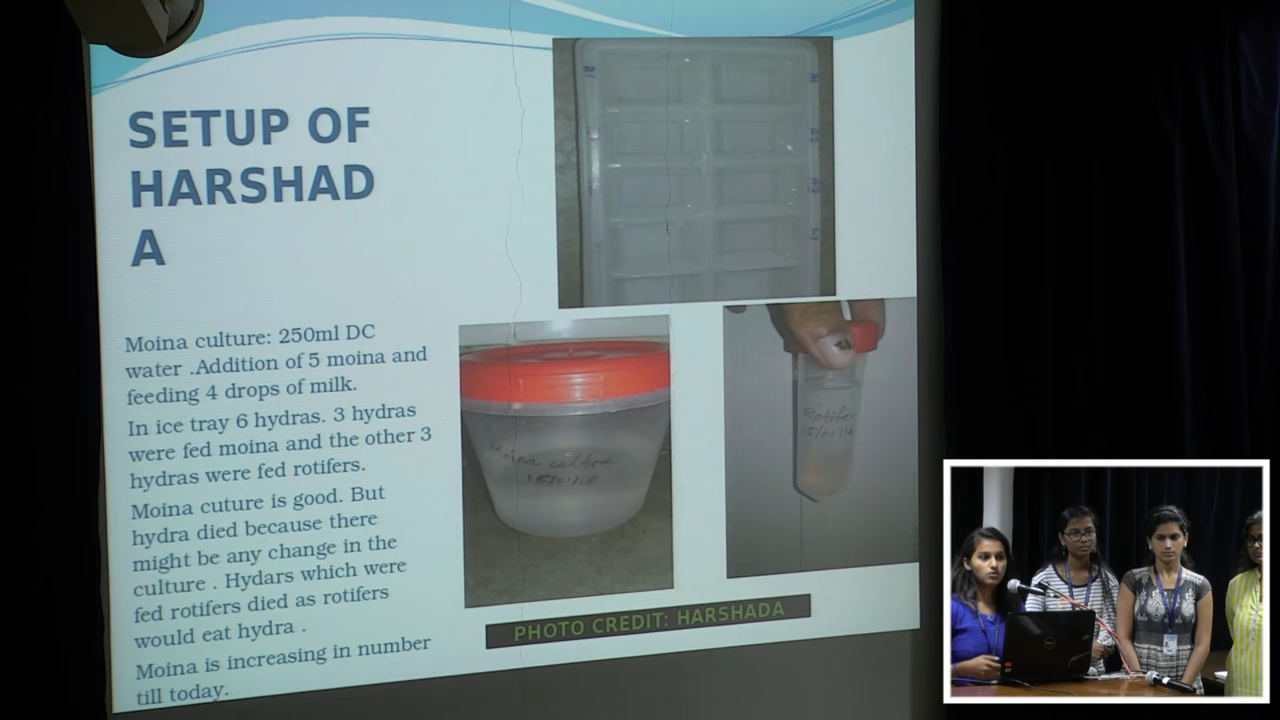 SETUP OF
HARSHAD
A
Moina culture: 250ml DC
water .Addition of 5 moina and
feeding 4 drops of milk.
In ice tray 6 hydras. 3 hydras
were fed moina and the other 3
hydras were fed rotifers.
Moina cuture is good. But
hydra died because there
might be any change in the
culture . Hydars which were
fed rotifers died as rotifers
would eat hydra .
Moina is increasing in number
till today.
Moina culture
15/01/18
Rotifer
PHOTO CREDIT: HARSHADA
DELL